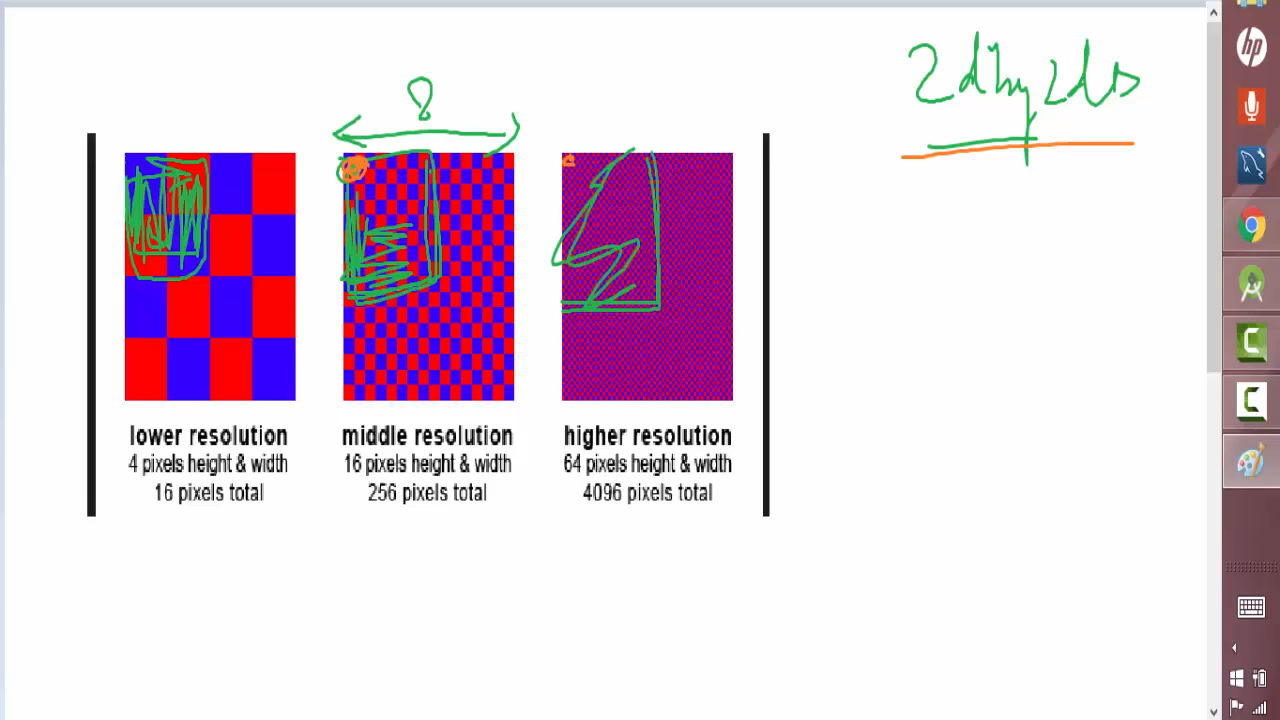 8
lower resolution
4 pixels height & width
16 pixels total
middle resolution
16 pixels height & width
256 pixels total
higher resolution
64 pixels height & width
4096 pixels total
hp